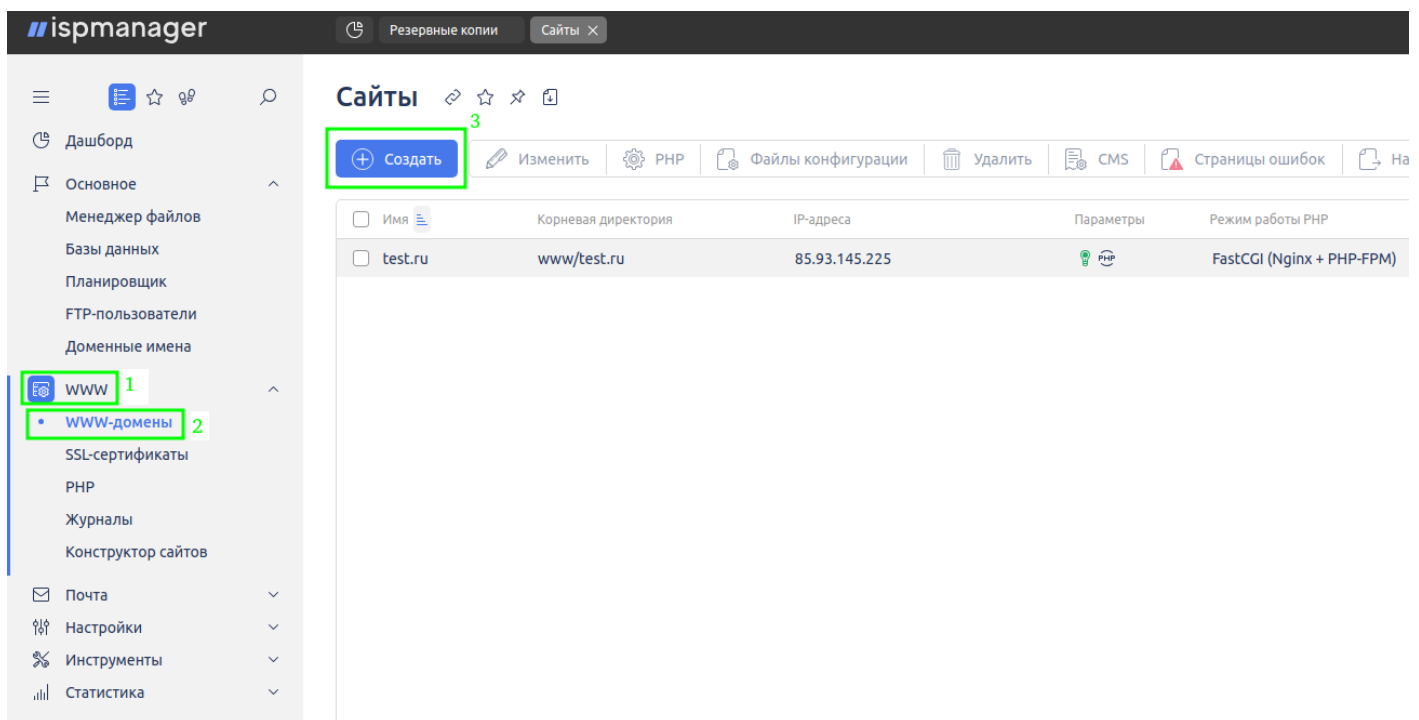 ispmanager
Резервные копии
Сайты
Сайты
3
Дашборд
Создать
Изменить
PHP
Файлы конфигурации
Удалить
CMS
Страницы ошибок
На
Основное
Менеджер файлов
Имя
Корневая директория
IP-адреса
Параметры
Режим работы PHP
Базы данных
test.ru
www/test.ru
85.93.145.225
PHP
FastCGI (Nginx + PHP-FPM)
Планировщик
FTP-пользователи
Доменные имена
WWW 1
WWW-домены 2
SSL-сертификаты
PHP
Журналы
Конструктор сайтов
Почта
Настройки
Инструменты
Статистика